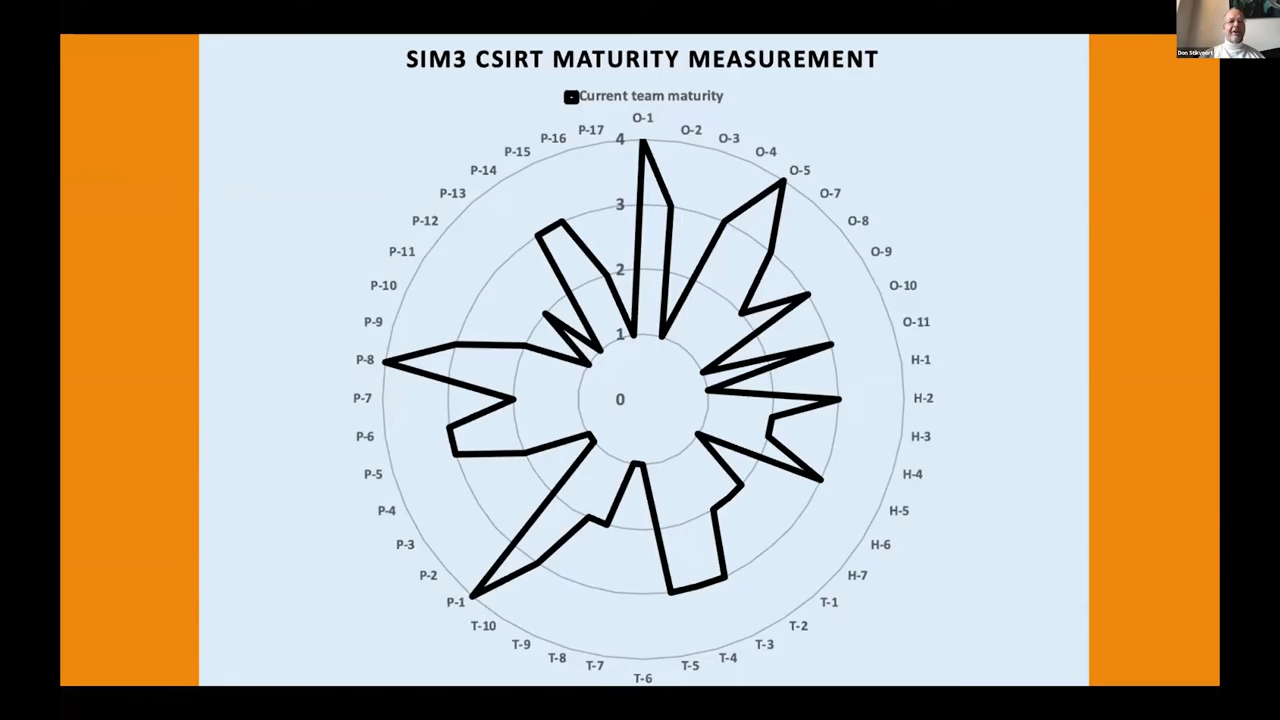 SIM3 CSIRT MATURITY MEASUREMENT
Current team maturity
O-1
O-2
O-3
O-4
O-5
O-7
O-8
O-9
O-10
O-11
H-1
H-2
H-3
H-4
H-5
H-6
H-7
T-1
T-2
T-3
T-4
T-5
T-6
T-7
T-8
T-9
T-10
P-1
P-2
P-3
P-4
P-5
P-6
P-7
P-8
P-9
P-10
P-11
P-12
P-13
P-14
P-15
P-16
P-17
4
3
2
1
0
Don Stikvoort